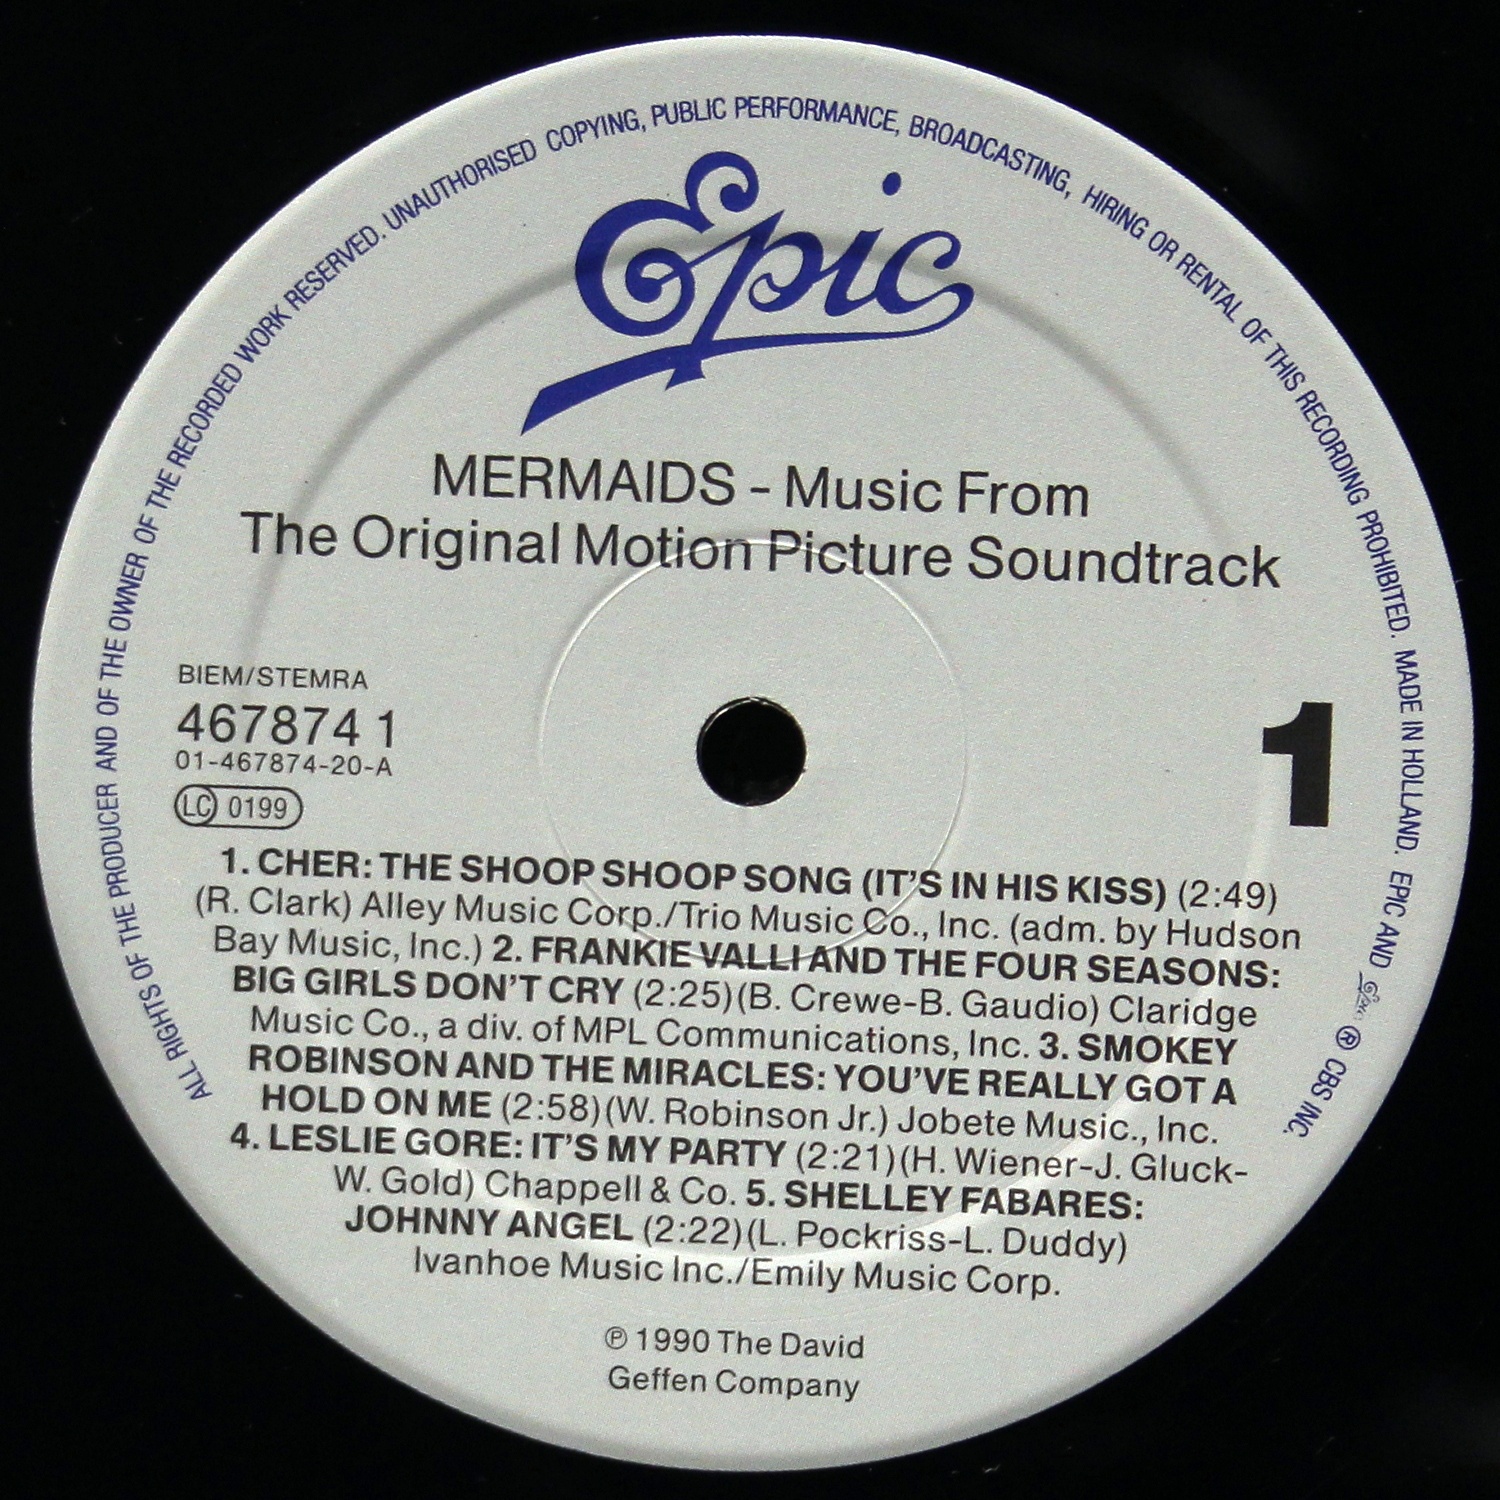 ALL RIGHTS OF THE PRODUCER AND OF THE OWNER OF THE RECORDED WORK RESERVED. UNAUTHORISED COPYING, PUBLIC PERFORMANCE, BROADCASTING, HIRING OR RENTAL OF THIS RECORDING PROHIBITED. MADE IN HOLLAND. EPIC AND Epic ® CBS INC.
Epic
MERMAIDS - Music From
The Original Motion Picture Soundtrack
BIEM/STEMRA
467874 1
01-467874-20-A
LC 0199
1
1. CHER: THE SHOOP SHOOP SONG (IT'S IN HIS KISS) (2:49)
(R. Clark) Alley Music Corp./Trio Music Co., Inc. (adm. by Hudson
Bay Music, Inc.) 2. FRANKIE VALLI AND THE FOUR SEASONS:
BIG GIRLS DON'T CRY (2:25)(B. Crewe-B. Gaudio) Claridge
Music Co., a div. of MPL Communications, Inc. 3. SMOKEY
ROBINSON AND THE MIRACLES: YOU'VE REALLY GOT A
HOLD ON ME (2:58)(W. Robinson Jr.) Jobete Music., Inc.
4. LESLIE GORE: IT'S MY PARTY (2:21)(H. Wiener-J. Gluck-
W. Gold) Chappell & Co. 5. SHELLEY FABARES:
JOHNNY ANGEL (2:22)(L. Pockriss-L. Duddy)
Ivanhoe Music Inc./Emily Music Corp.
℗ 1990 The David
Geffen Company